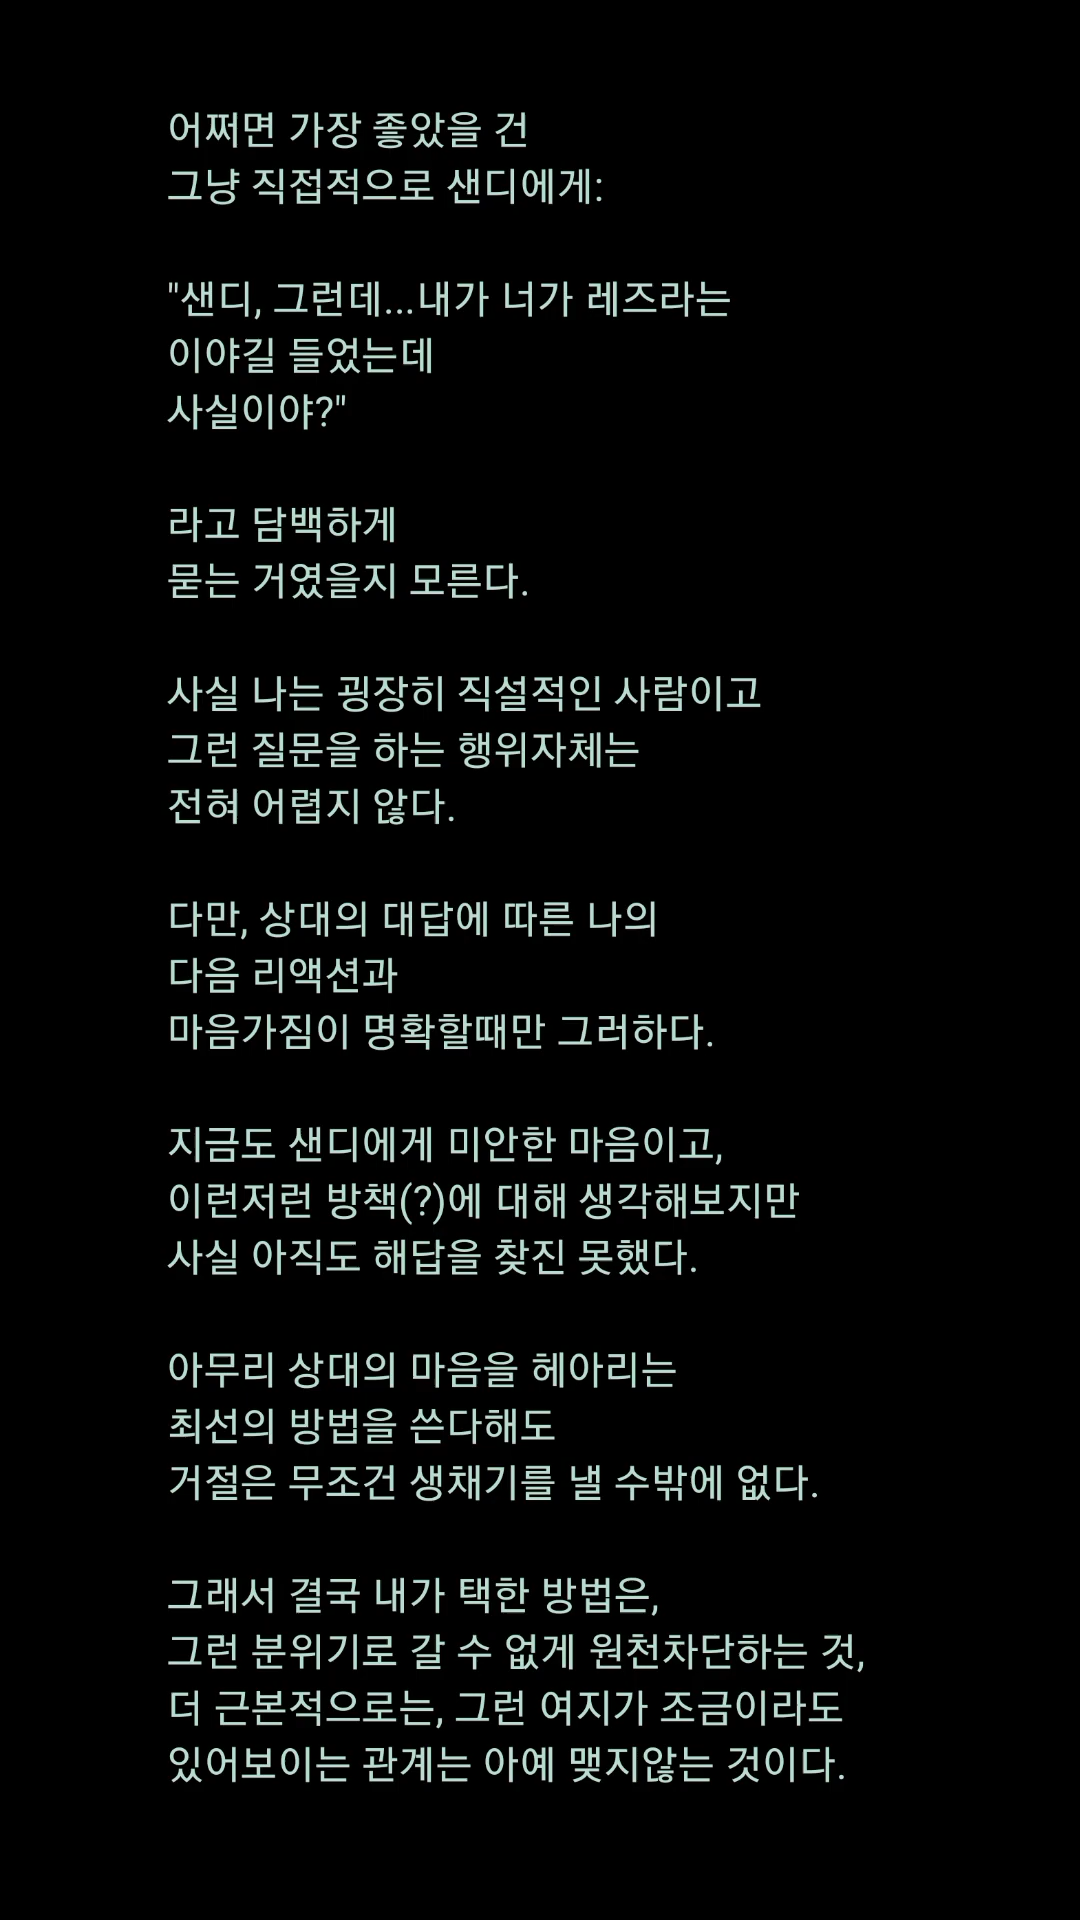 어쩌면 가장 좋았을 건
그냥 직접적으로 샌디에게:
"샌디, 그런데...내가 너가 레즈라는
이야길 들었는데
사실이야?"
라고 담백하게
묻는 거였을지 모른다.
사실 나는 굉장히 직설적인 사람이고
그런 질문을 하는 행위자체는
전혀 어렵지 않다.
다만, 상대의 대답에 따른 나의
다음 리액션과
마음가짐이 명확할때만 그러하다.
지금도 샌디에게 미안한 마음이고,
이런저런 방책(?)에 대해 생각해보지만
사실 아직도 해답을 찾진 못했다.
아무리 상대의 마음을 헤아리는
최선의 방법을 쓴다해도
거절은 무조건 생채기를 낼 수밖에 없다.
그래서 결국 내가 택한 방법은,
그런 분위기로 갈 수 없게 원천차단하는 것,
더 근본적으로는, 그런 여지가 조금이라도
있어보이는 관계는 아예 맺지않는 것이다.